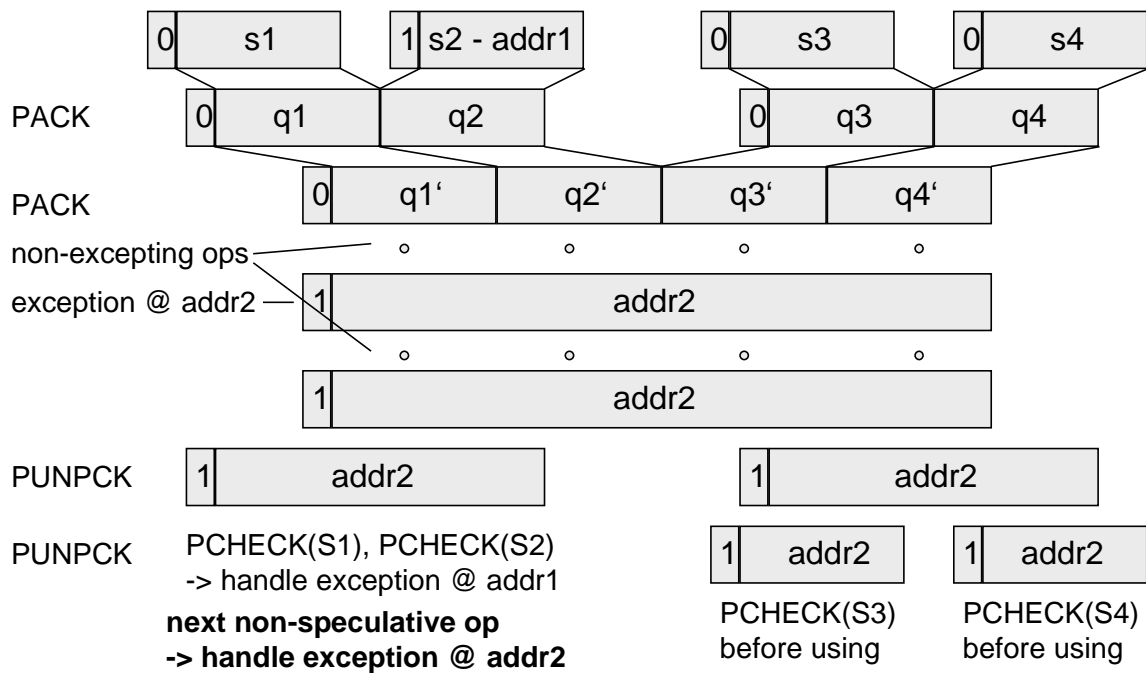 0 s1 1 s2 - addr1 0 s3 0 s4
PACK 0 q1 q2 0 q3 q4
PACK 0 q1‘ q2‘ q3‘ q4‘
non-excepting ops
exception @ addr2 1 addr2
1 addr2
PUNPCK 1 addr2 1 addr2
PUNPCK 1 addr2 1 addr2
PCHECK(S1), PCHECK(S2)
-> handle exception @ addr1
next non-speculative op
-> handle exception @ addr2
PCHECK(S3)
before using
PCHECK(S4)
before using